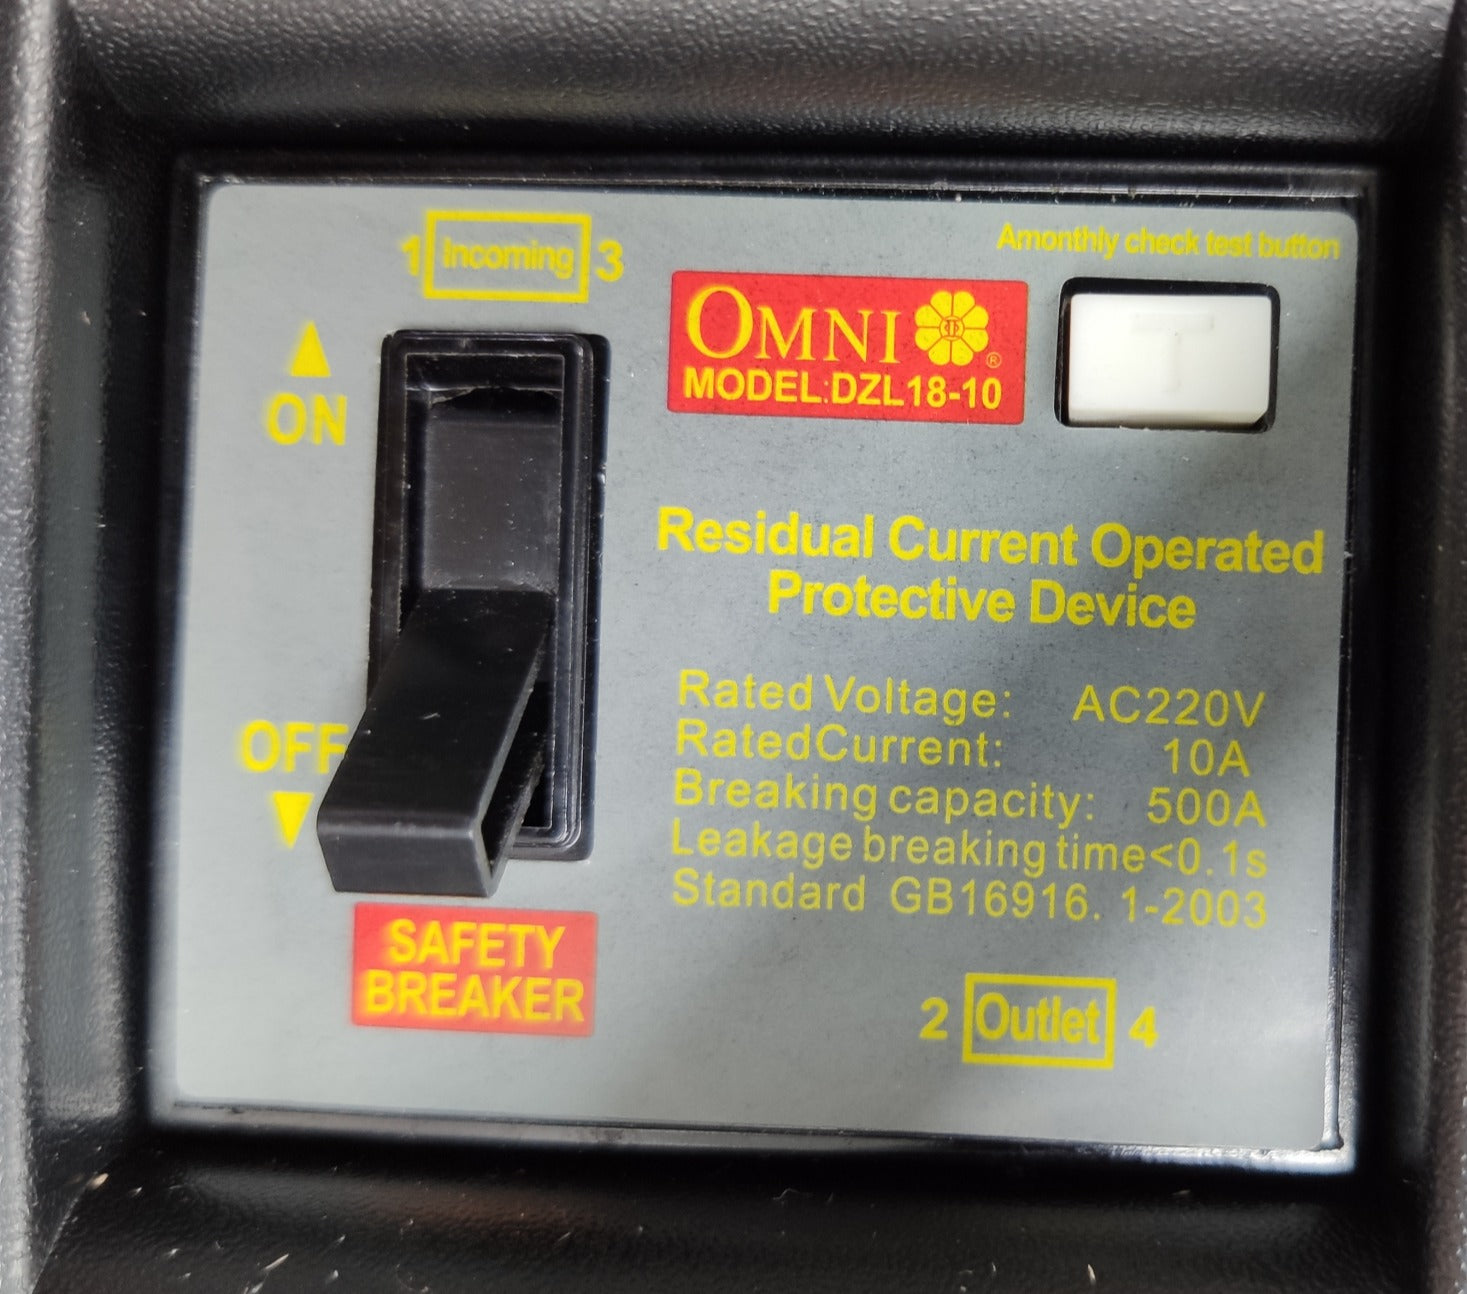 1 Incoming 3
Amonthly check test button
OMNI ®
MODEL:DZL18-10
T
ON
Residual Current Operated
Protective Device
OFF
Rated Voltage: AC220V
RatedCurrent: 10A
Breaking capacity: 500A
Leakage breaking time<0.1s
Standard GB16916. 1-2003
SAFETY
BREAKER
2 Outlet 4